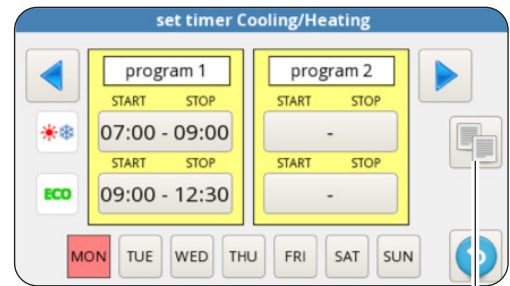 set timer Cooling/Heating
program 1 program 2
START STOP START STOP
07:00 - 09:00 -
START STOP START STOP
ECO 09:00 - 12:30 -
MON TUE WED THU FRI SAT SUN